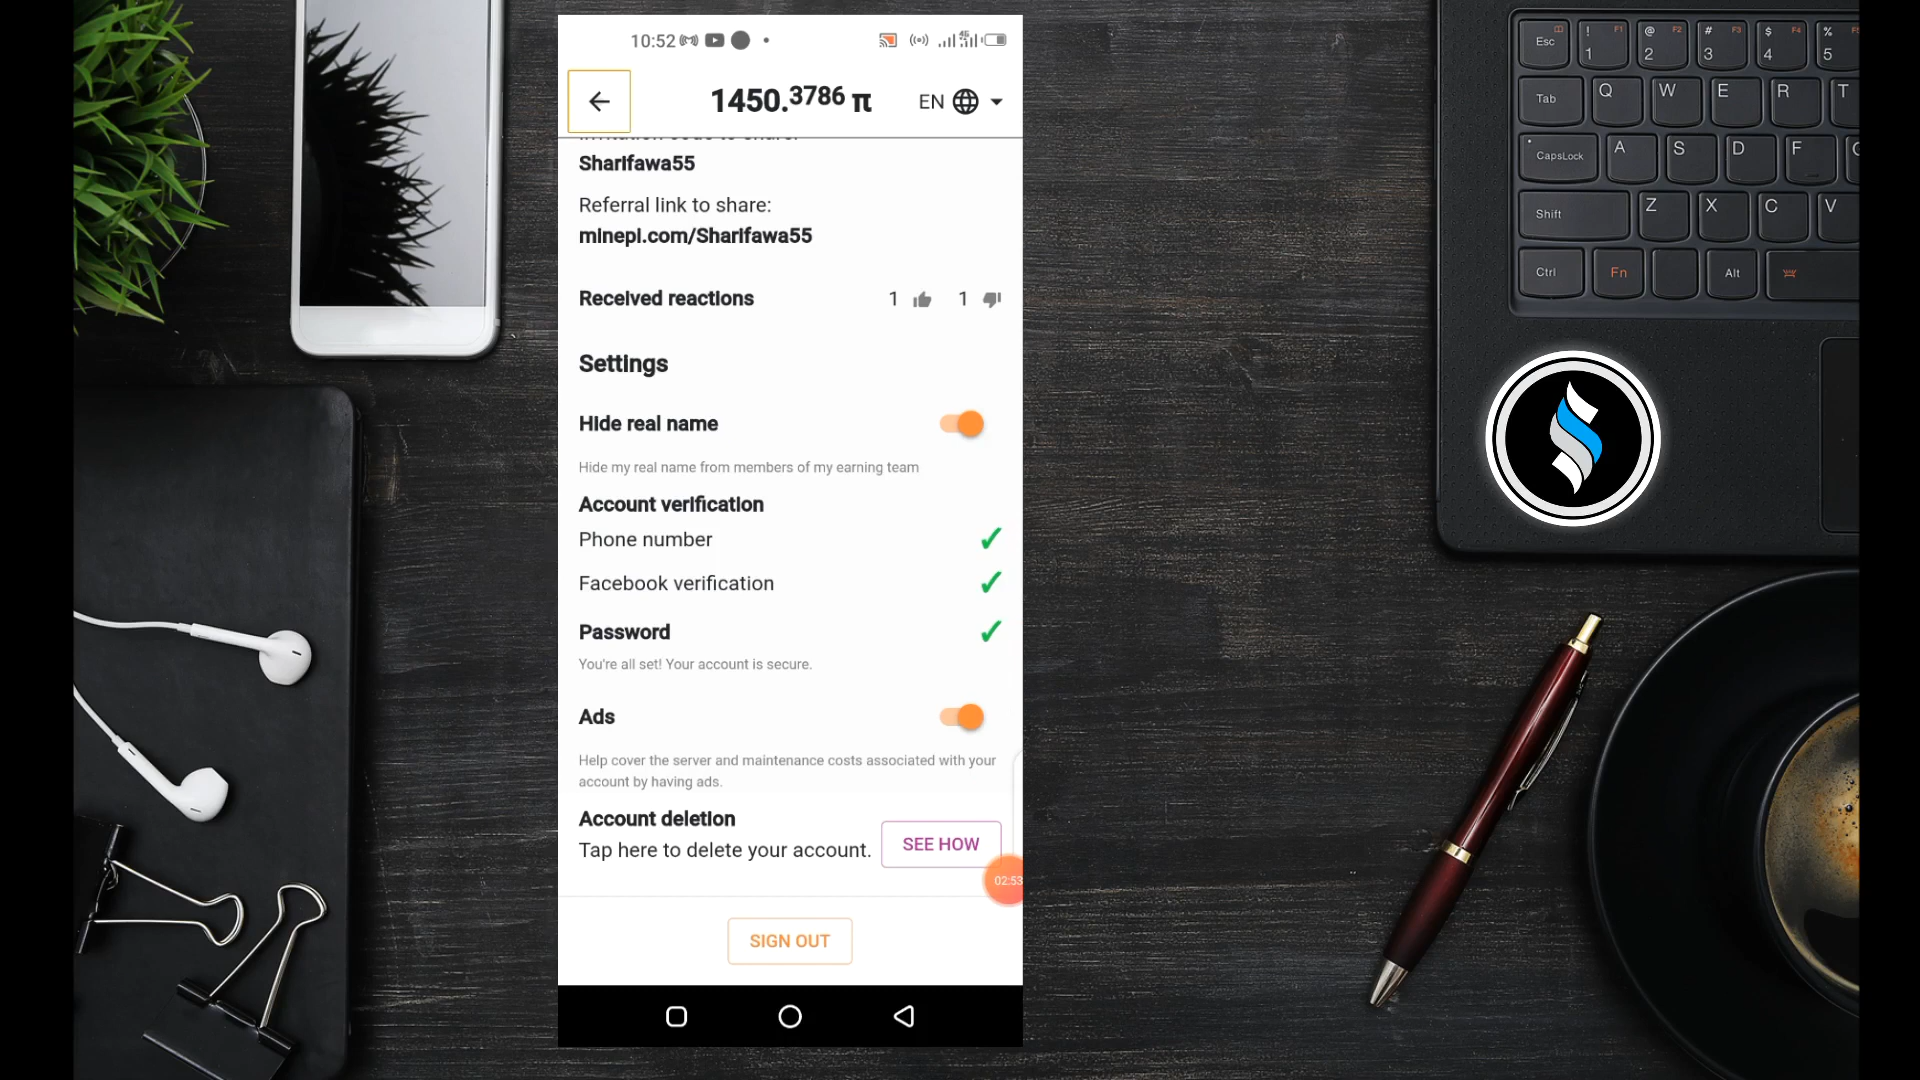 10:52
1450.3786 π
EN
Sharifawa55
Referral link to share:
minepi.com/Sharifawa55
Received reactions 1 1
Settings
Hide real name
Hide my real name from members of my earning team
Account verification
Phone number
Facebook verification
Password
You're all set! Your account is secure.
Ads
Help cover the server and maintenance costs associated with your
account by having ads.
Account deletion
Tap here to delete your account.
SEE HOW
02:53
SIGN OUT
Esc ! 1 F1 @ 2 F2 # 3 F3 $ 4 F4 % 5
Tab Q W E R T
CapsLock A S D F
Shift Z X C V
Ctrl Fn Alt